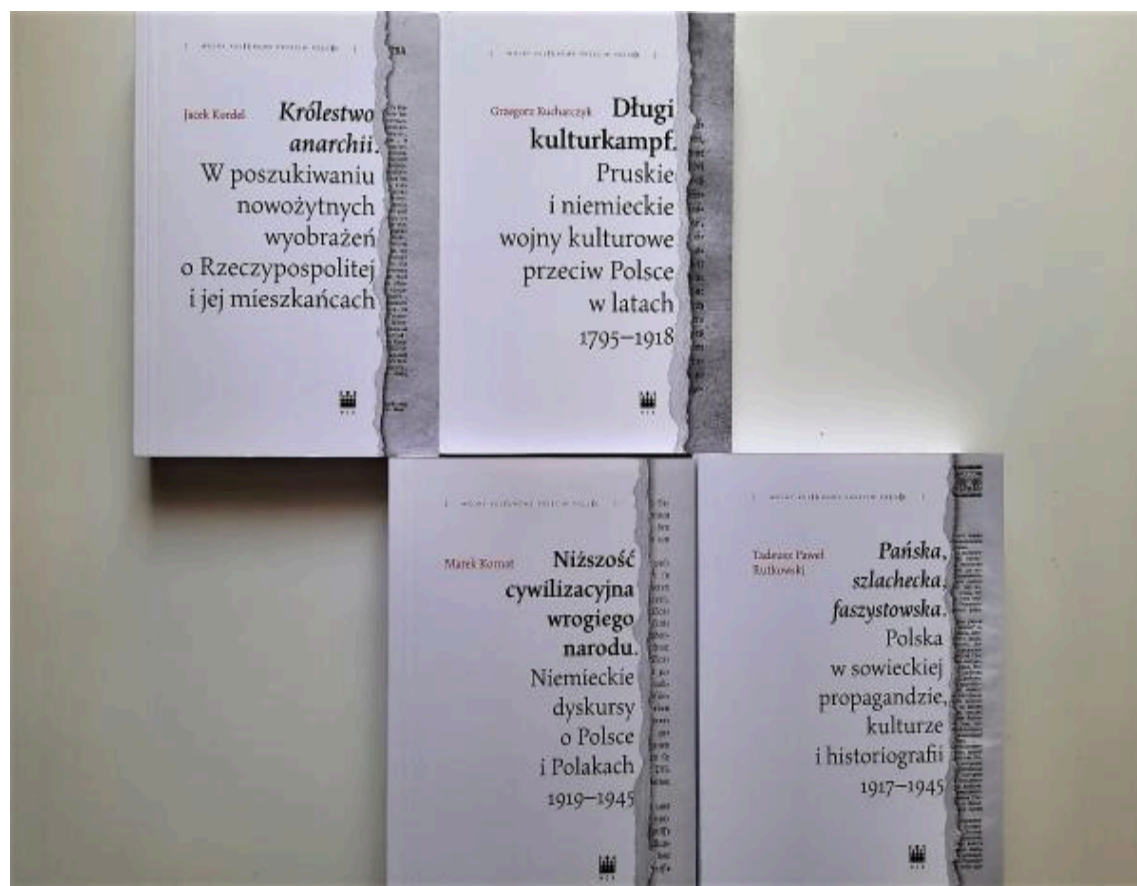 Jacek Kordel
Królestwo
anarchii.
W poszukiwaniu
nowożytnych
wyobrażeń
o Rzeczypospolitej
i jej mieszkańcach
Grzegorz Kucharczyk
Długi
kulturkampf.
Pruskie
i niemieckie
wojny kulturowe
przeciw Polsce
w latach
1795–1918
Marek Kornat
Niższość
cywilizacyjna
wrogiego
narodu.
Niemieckie
dyskursy
o Polsce
i Polakach
1919–1945
Tadeusz Paweł
Rutkowski
Pańska,
szlachecka,
faszystowska.
Polska
w sowieckiej
propagandzie,
kulturze
i historiografii
1917–1945